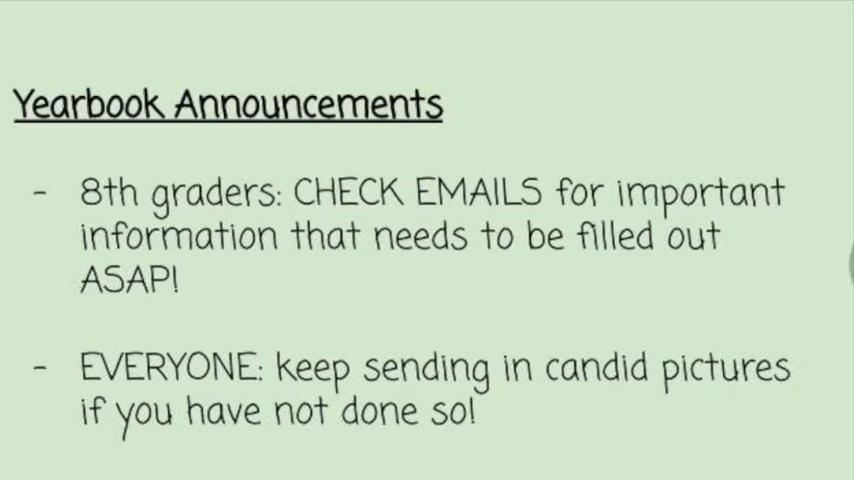 Yearbook Announcements
- 8th graders: CHECK EMAILS for important
information that needs to be filled out
ASAP!
- EVERYONE: keep sending in candid pictures
if you have not done so!